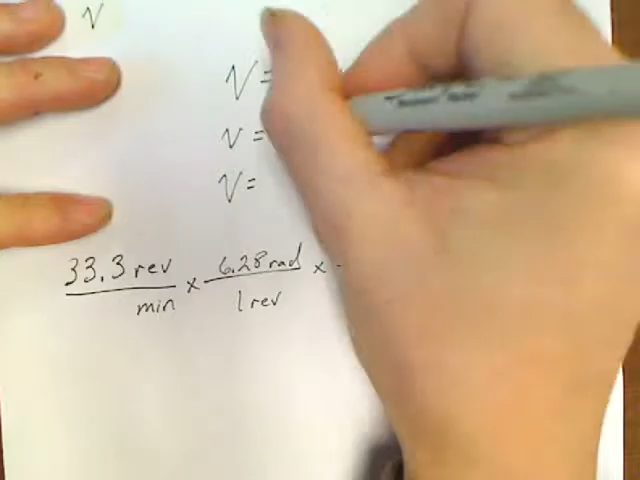 V
V =
V =
V =
33.3 rev / min x 6.28 rad / 1 rev x